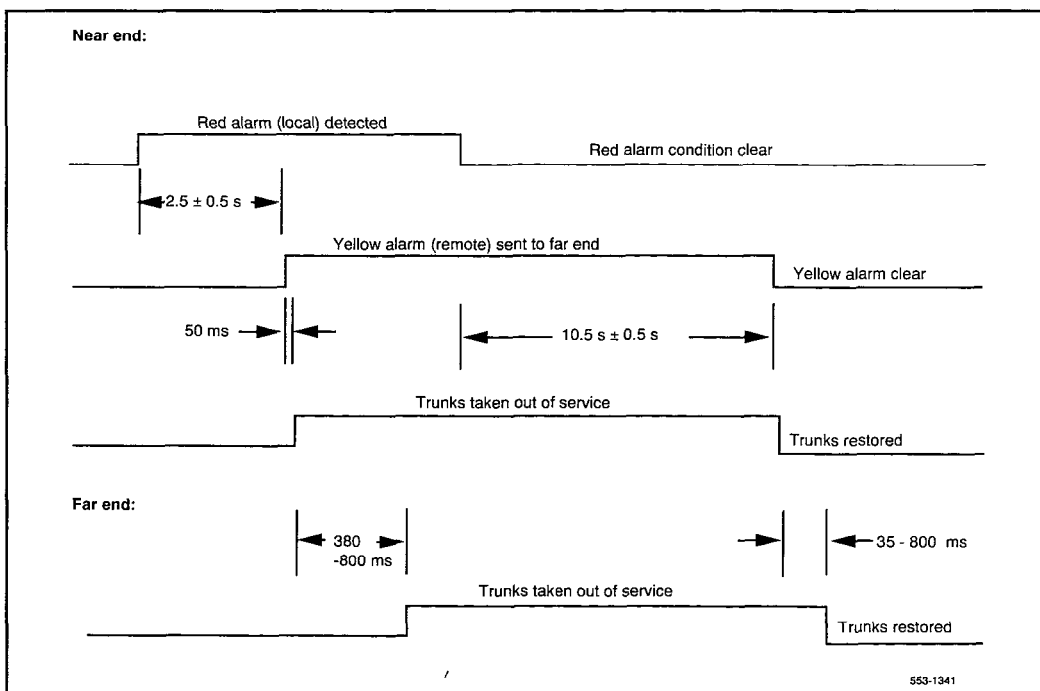 Near end:
Red alarm (local) detected
Red alarm condition clear
2.5 ± 0.5 s
Yellow alarm (remote) sent to far end
Yellow alarm clear
50 ms
10.5 s ± 0.5 s
Trunks taken out of service
Trunks restored
Far end:
380
-800 ms
35 - 800 ms
Trunks taken out of service
Trunks restored
553-1341